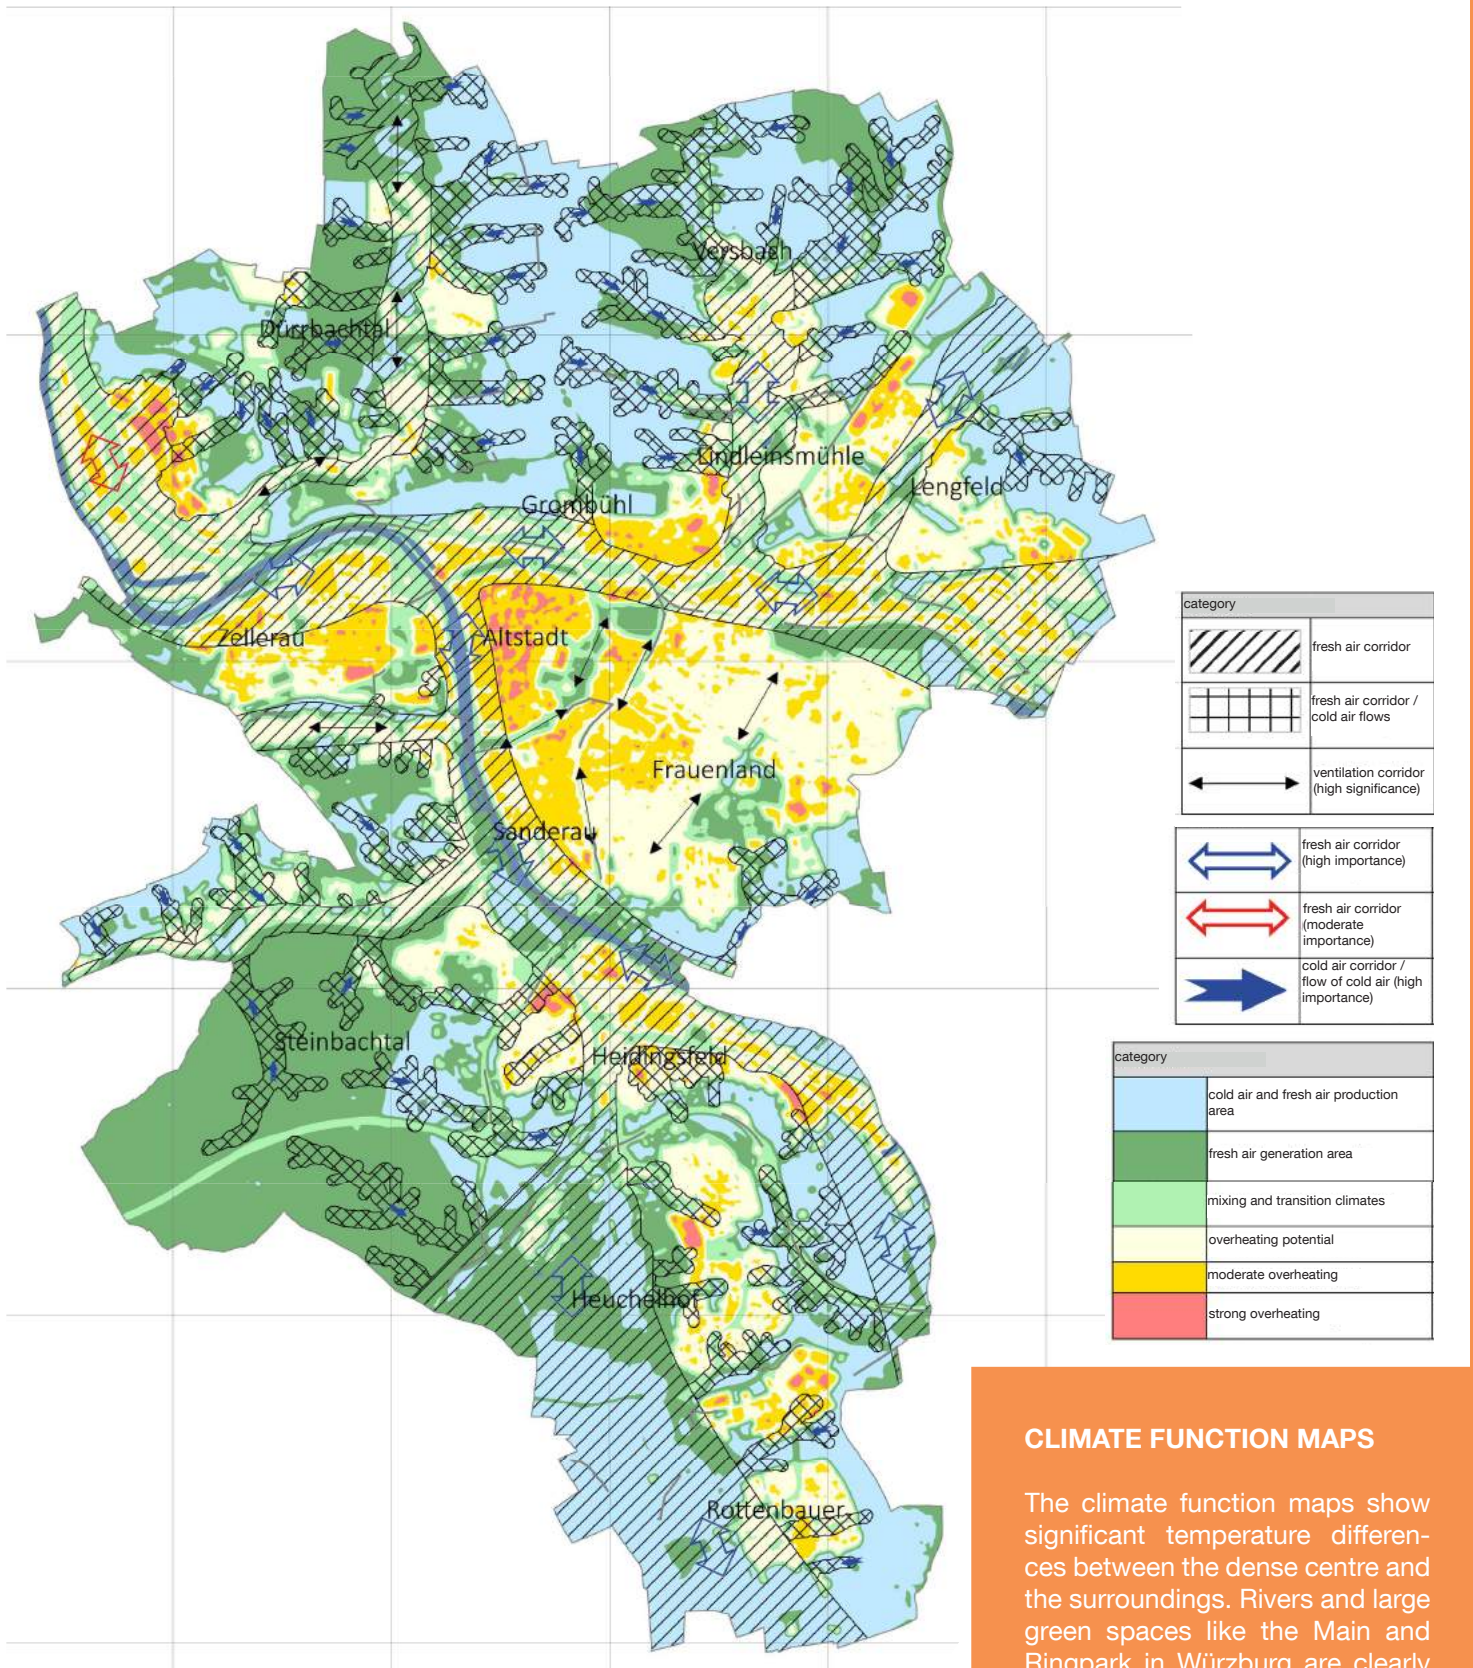 Versbach
Dürrbachtal
Lindleinsmühle
Lengfeld
Grombühl
Zellerau
Altstadt
Frauenland
Sanderau
Steinbachtal
Heidingsfeld
Heuchelhof
Rottenbauer
category
fresh air corridor
fresh air corridor /
cold air flows
ventilation corridor
(high significance)
fresh air corridor
(high importance)
fresh air corridor
(moderate
importance)
cold air corridor /
flow of cold air (high
importance)
category
cold air and fresh air production
area
fresh air generation area
mixing and transition climates
overheating potential
moderate overheating
strong overheating
CLIMATE FUNCTION MAPS
The climate function maps show
significant temperature differen-
ces between the dense centre and
the surroundings. Rivers and large
green spaces like the Main and
Ringpark in Würzburg are clearly